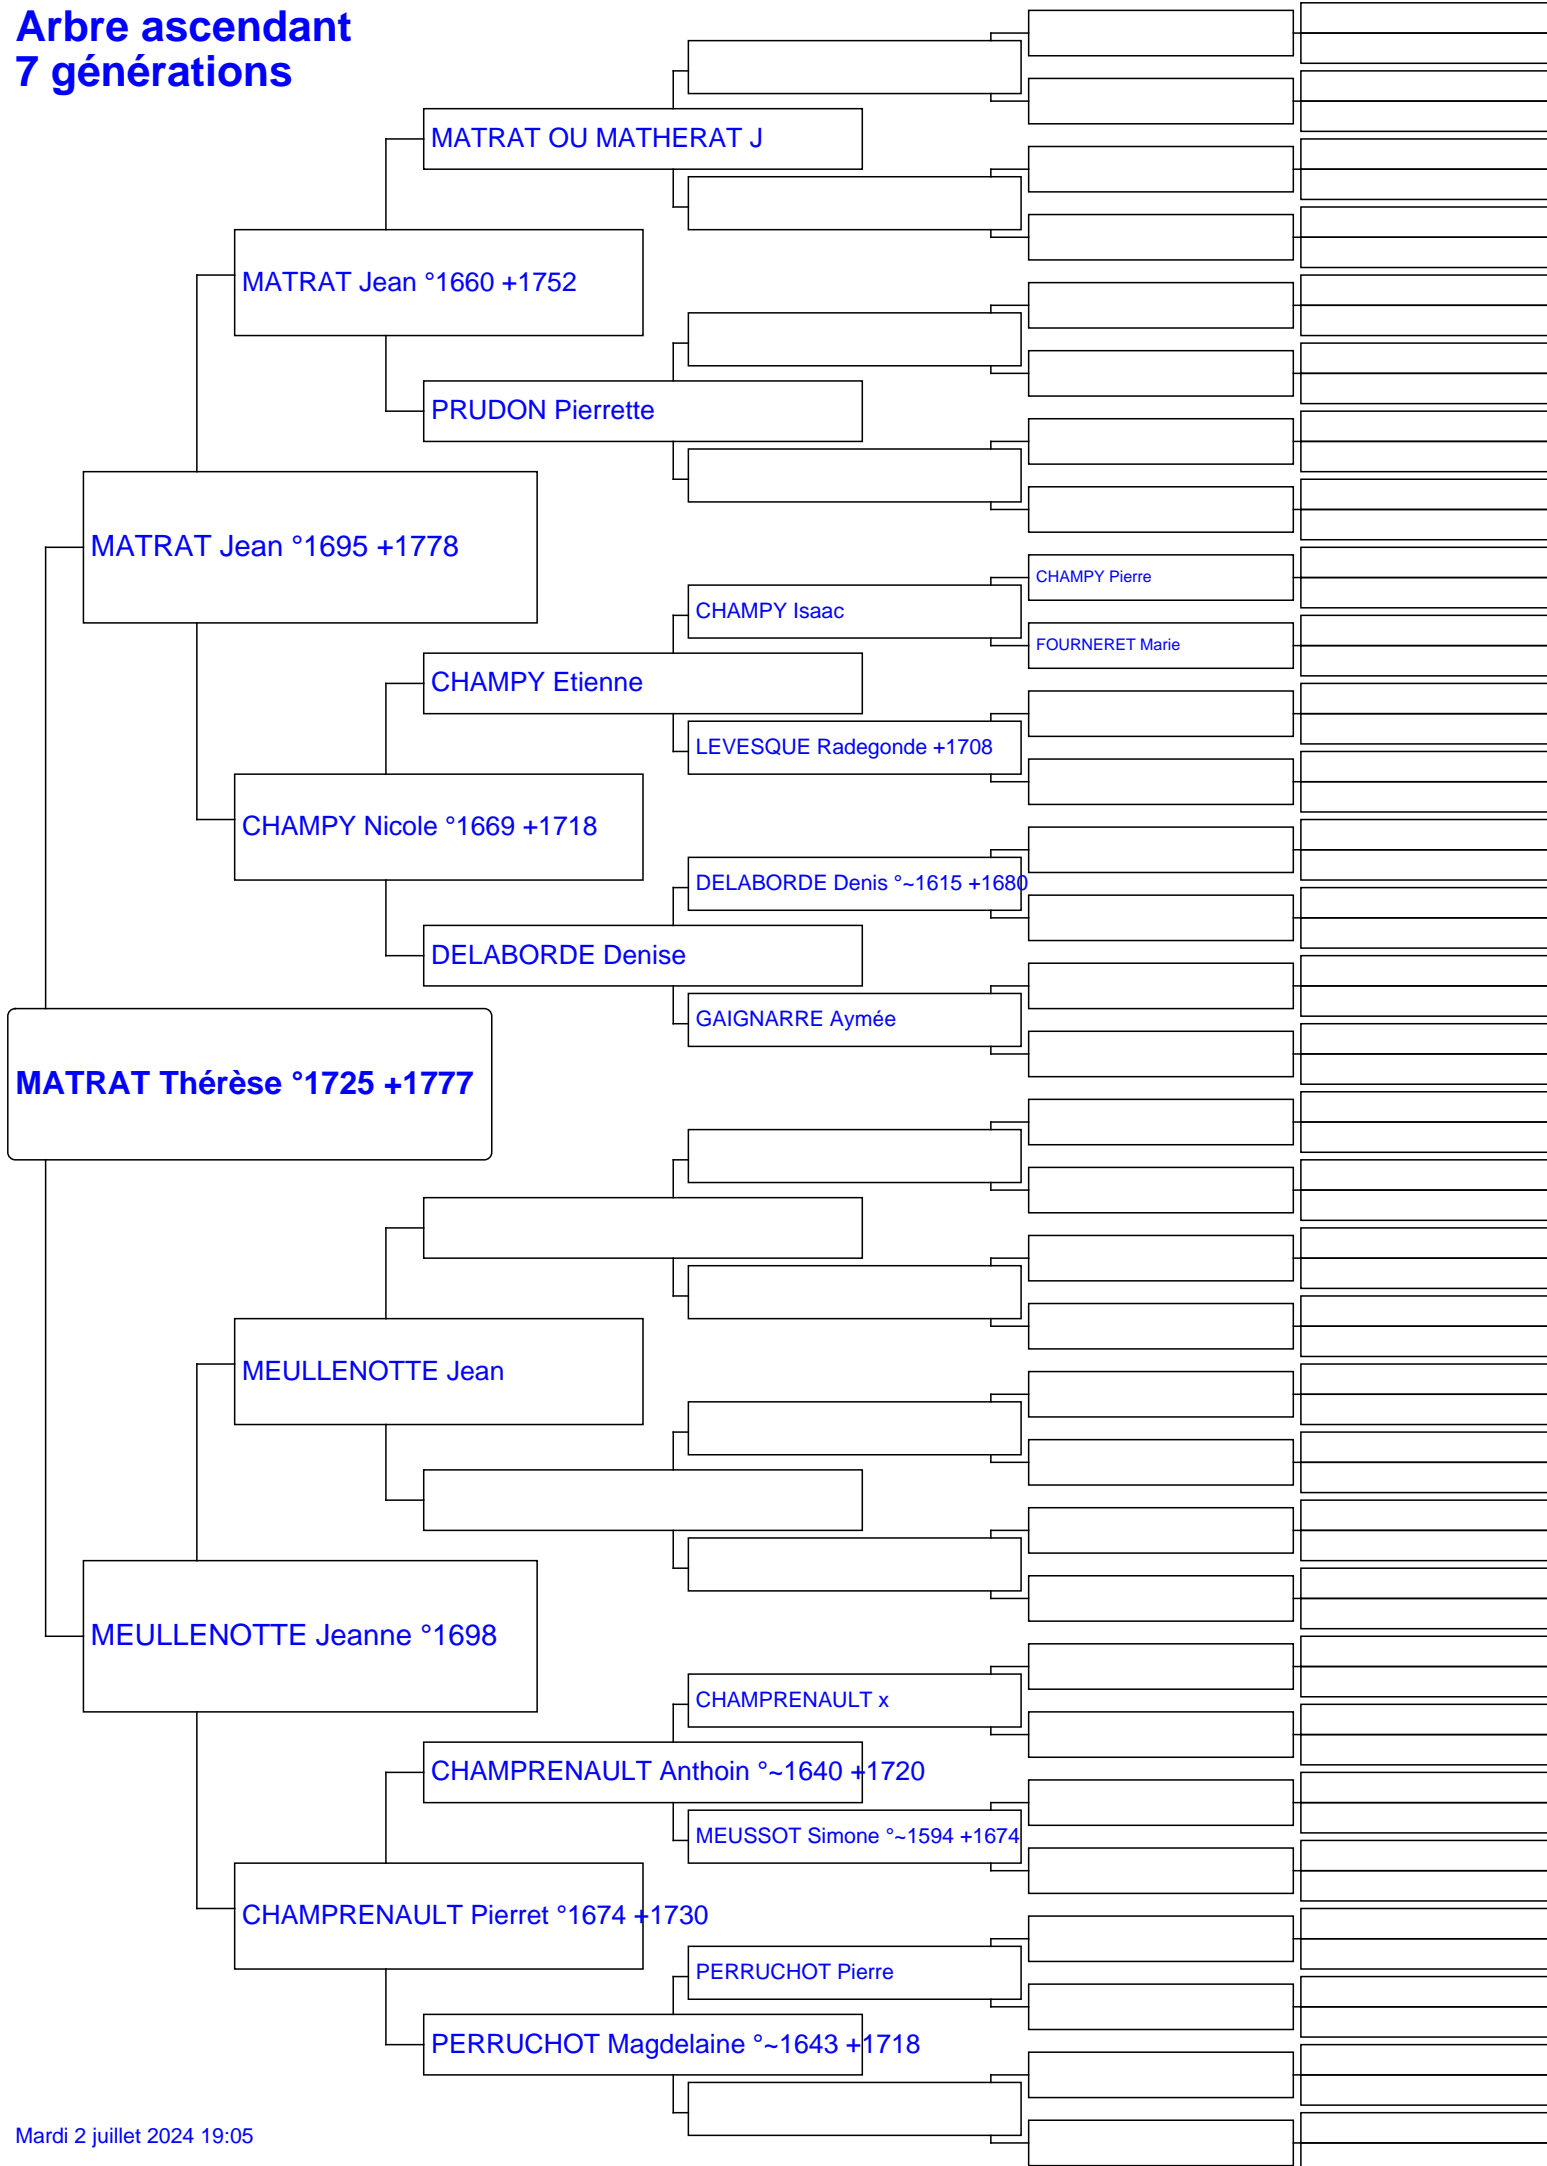 Arbre ascendant
7 générations
MATRAT OU MATHERAT J
MATRAT Jean °1660 +1752
PRUDON Pierrette
MATRAT Jean °1695 +1778
CHAMPY Pierre
CHAMPY Isaac
FOURNERET Marie
CHAMPY Etienne
LEVESQUE Radegonde +1708
CHAMPY Nicole °1669 +1718
DELABORDE Denis °~1615 +1680
DELABORDE Denise
GAIGNARRE Aymée
MATRAT Thérèse °1725 +1777
MEULLENOTTE Jean
MEULLENOTTE Jeanne °1698
CHAMPRENAULT x
CHAMPRENAULT Anthoin °~1640 +1720
MEUSSOT Simone °~1594 +1674
CHAMPRENAULT Pierret °1674 +1730
PERRUCHOT Pierre
PERRUCHOT Magdelaine °~1643 +1718
Mardi 2 juillet 2024 19:05